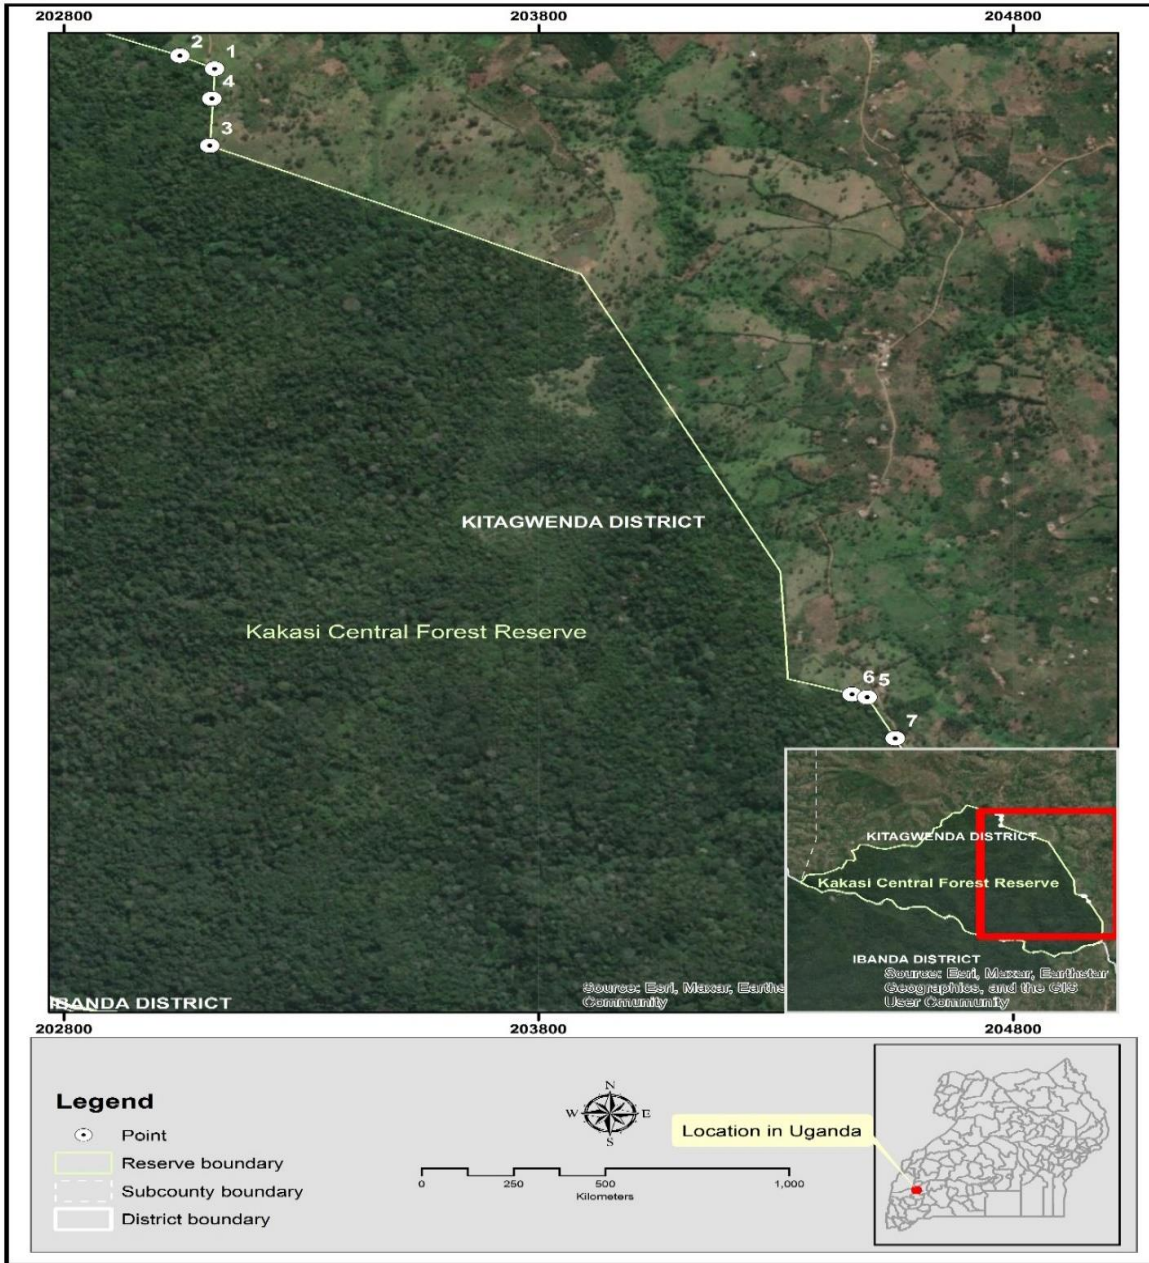 202800 203800 204800
2 1
4
3
KITAGWENDA DISTRICT
Kakasi Central Forest Reserve
6 5
7
KITAGWENDA DISTRICT
Kakasi Central Forest Reserve
IBANDA DISTRICT
Source: Esri, Maxar, Earthstar
Geographics, and the GIS
User Community
Source: Esri, Maxar, Earths
Community
IBANDA DISTRICT
202800 203800 204800
Legend
Point
Reserve boundary
Subcounty boundary
District boundary
N
W E
S
0 250 500 1,000
Kilometers
Location in Uganda